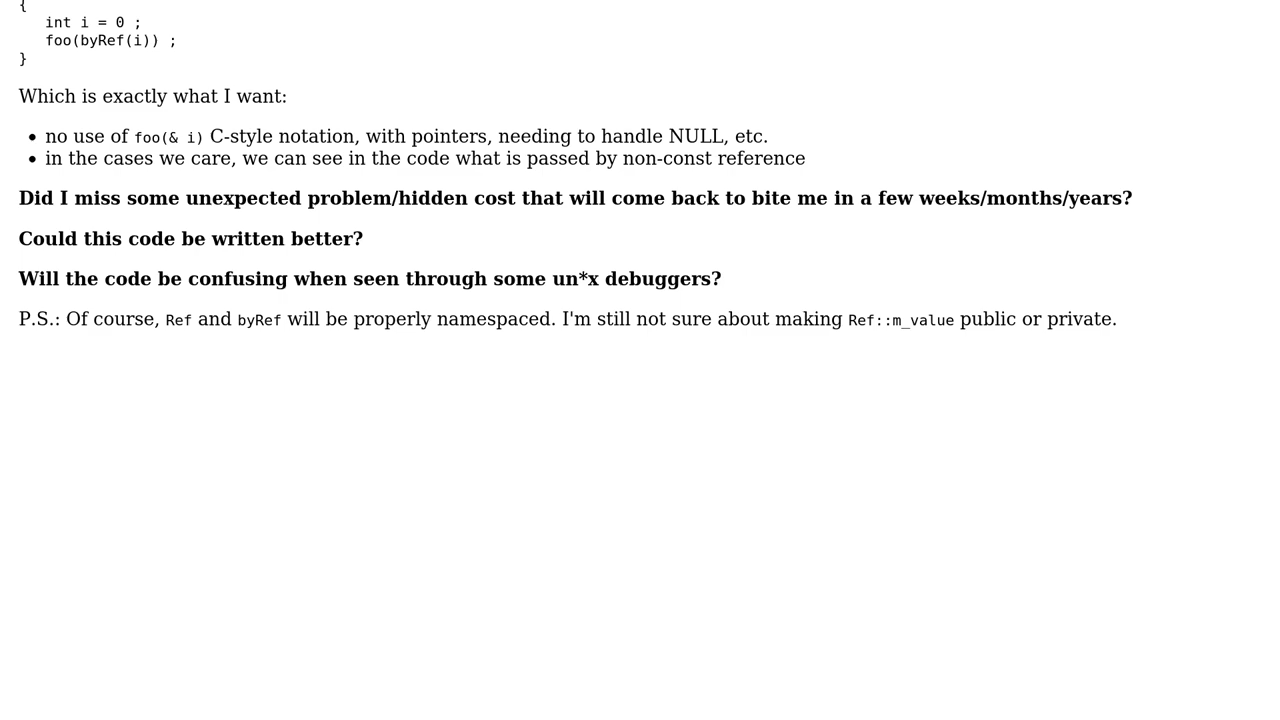 {
   int i = 0 ;
   foo(byRef(i)) ;
}
Which is exactly what I want:
• no use of foo(& i) C-style notation, with pointers, needing to handle NULL, etc.
• in the cases we care, we can see in the code what is passed by non-const reference
Did I miss some unexpected problem/hidden cost that will come back to bite me in a few weeks/months/years?
Could this code be written better?
Will the code be confusing when seen through some un*x debuggers?
P.S.: Of course, Ref and byRef will be properly namespaced. I'm still not sure about making Ref::m_value public or private.